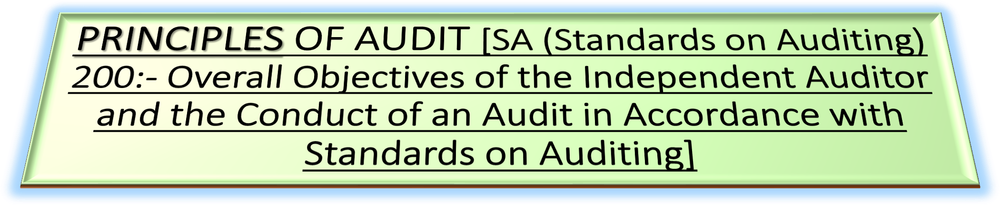 PRINCIPLES OF AUDIT [SA (Standards on Auditing)
200:- Overall Objectives of the Independent Auditor
and the Conduct of an Audit in Accordance with
Standards on Auditing]